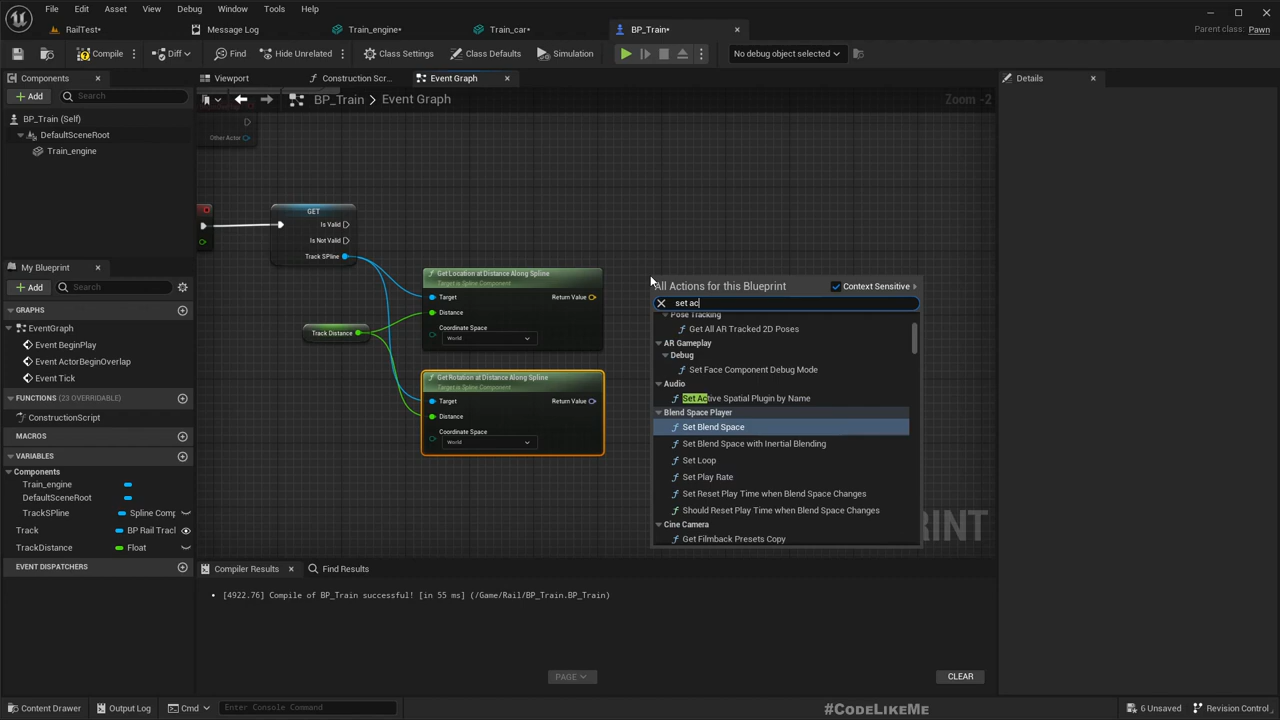 File Edit Asset View Debug Window Tools Help
RailTest* Message Log Train_engine* Train_car* BP_Train*
Parent class: Pawn
Compile Diff Find Hide Unrelated Class Settings Class Defaults Simulation No debug object selected
Components Viewport Construction Scr... Event Graph Details
Add Search BP_Train Event Graph Zoom -2
BP_Train (Self)
DefaultSceneRoot
Train_engine
Other Actor
GET
Is Valid
Is Not Valid
Track SPline
Get Location at Distance Along Spline
Target is Spline Component
Target Return Value
Distance
Coordinate Space
World
Track Distance
Get Rotation at Distance Along Spline
Target is Spline Component
Target Return Value
Distance
Coordinate Space
World
All Actions for this Blueprint Context Sensitive
set ac
Pose Tracking
Get All AR Tracked 2D Poses
AR Gameplay
Debug
Set Face Component Debug Mode
Audio
Set Active Spatial Plugin by Name
Blend Space Player
Set Blend Space
Set Blend Space with Inertial Blending
Set Loop
Set Play Rate
Set Reset Play Time when Blend Space Changes
Should Reset Play Time when Blend Space Changes
Cine Camera
Get Filmback Presets Copy
My Blueprint
Add Search
GRAPHS
EventGraph
Event BeginPlay
Event ActorBeginOverlap
Event Tick
FUNCTIONS (23 OVERRIDABLE)
ConstructionScript
MACROS
VARIABLES
Components
Train_engine
DefaultSceneRoot
TrackSPline Spline Comp
Track BP Rail Tracl
TrackDistance Float
EVENT DISPATCHERS
Compiler Results Find Results
[4922.76] Compile of BP_Train successful! [in 55 ms] (/Game/Rail/BP_Train.BP_Train)
PAGE CLEAR
Content Drawer Output Log Cmd Enter Console Command #CODELIKEME 6 Unsaved Revision Control